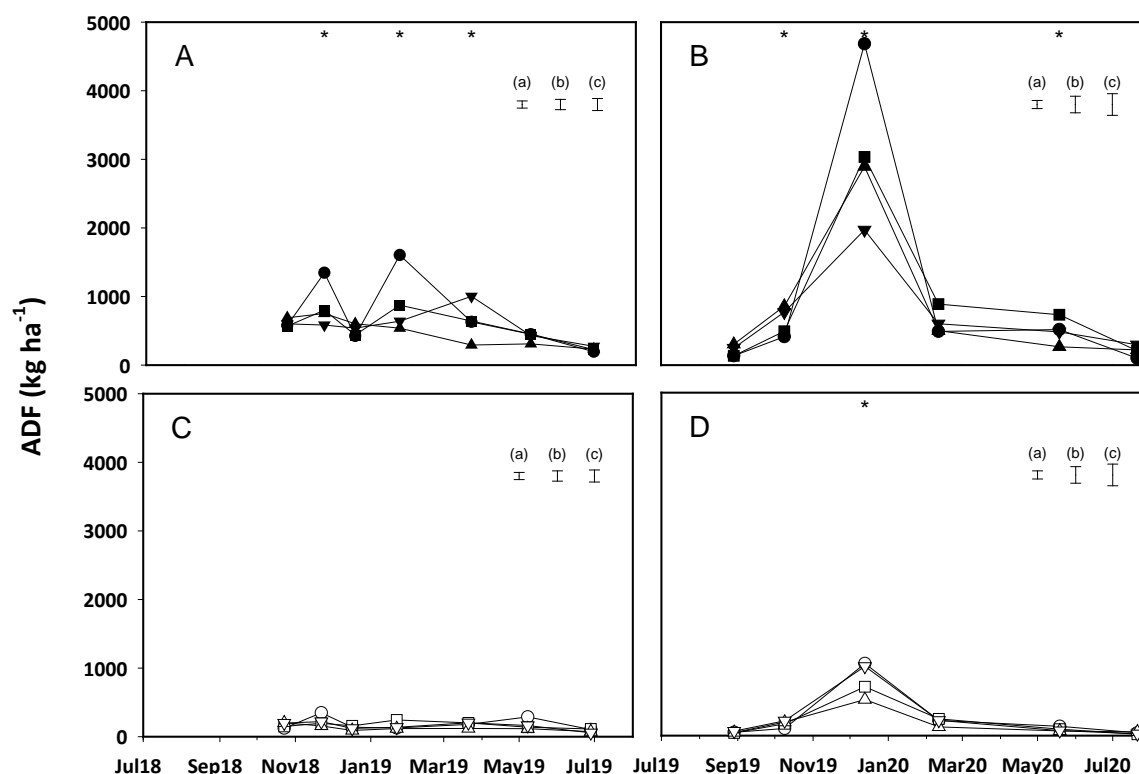 5000
4000
3000
2000
1000
0
A
* * *
(a) (b) (c)
B
* * *
(a) (b) (c)
ADF (kg ha⁻¹)
5000
4000
3000
2000
1000
0
C
(a) (b) (c)
D
*
(a) (b) (c)
Jul18 Sep18 Nov18 Jan19 Mar19 May19 Jul19
Jul19 Sep19 Nov19 Jan20 Mar20 May20 Jul20